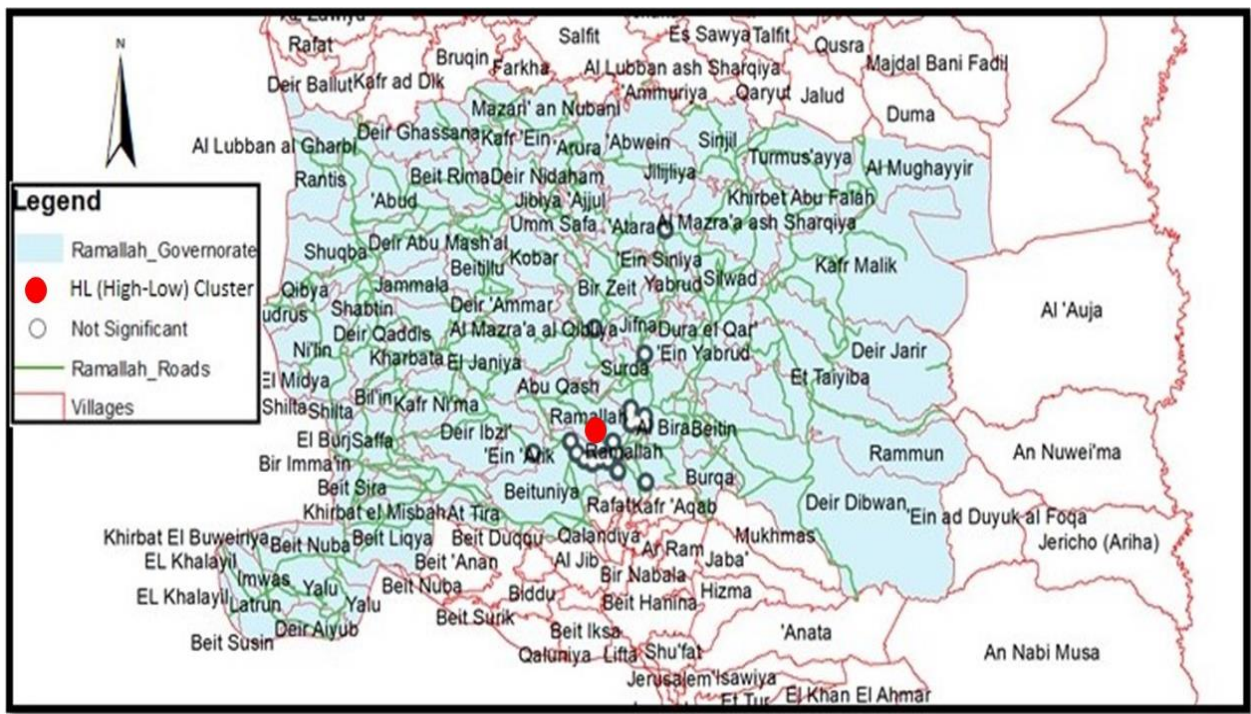 Rafat
Salfit
Es Sawya
Talfit
Qusra
Bruqin
Farkha
Al Lubban ash Sharqiya
Majdal Bani Fadil
Deir Ballut
Kafr ad Dik
'Ammuriya
Qaryut
Jalud
Duma
N
Mazari' an Nubani
Al Lubban al Gharbi
Deir Ghassana
Kafr 'Ein
'Arura
'Abwein
Sinjil
Turmus'ayya
Al Mughayyir
Rantis
Beit Rima
Deir Nidaham
Jilijliya
'Abud
Jibiya
'Ajjul
Khirbet Abu Falah
Umm Safa
'Atara
Al Mazra'a ash Sharqiya
Legend
Ramallah_Governorate
HL (High-Low) Cluster
Not Significant
Ramallah_Roads
Villages
Shuqba
Deir Abu Mash'al
Beitillu
Kobar
'Ein Siniya
Kafr Malik
Qibya
Jammala
Bir Zeit
Yabrud
Silwad
udrus
Shabtin
Deir 'Ammar
Al 'Auja
Deir Qaddis
Al Mazra'a al Qibliya
Jifna
Dura el Qar'
Ni'lin
Kharbata
El Janiya
Surda
'Ein Yabrud
Deir Jarir
El Midya
Abu Qash
Et Taiyiba
Shilta
Shilta
Bil'in
Kafr Ni'ma
Ramallah
Al Bira
Beitin
El Burj
Saffa
Deir Ibzi'
Bir Imma'in
'Ein 'Arik
Ramallah
Rammun
An Nuwei'ma
Beit Sira
Beituniya
Burqa
Khirbat el Misbah
At Tira
Rafat
Kafr 'Aqab
Deir Dibwan
'Ein ad Duyuk al Foqa
Khirbat El Buweiriya
Beit Nuba
Beit Liqya
Beit Duqqu
Qalandiya
Mukhmas
Jericho (Ariha)
EL Khalayil
Beit 'Anan
Al Jib
Ar Ram
Jaba'
Imwas
Yalu
Beit Nuba
Bir Nabala
EL Khalayil
Latrun
Yalu
Biddu
Beit Hanina
Hizma
Beit Susin
Deir Aiyub
Beit Surik
Beit Iksa
'Anata
Qaluniya
Lifta
Shu'fat
An Nabi Musa
Jerusalem
'Isawiya
Et Tur
El Khan El Ahmar